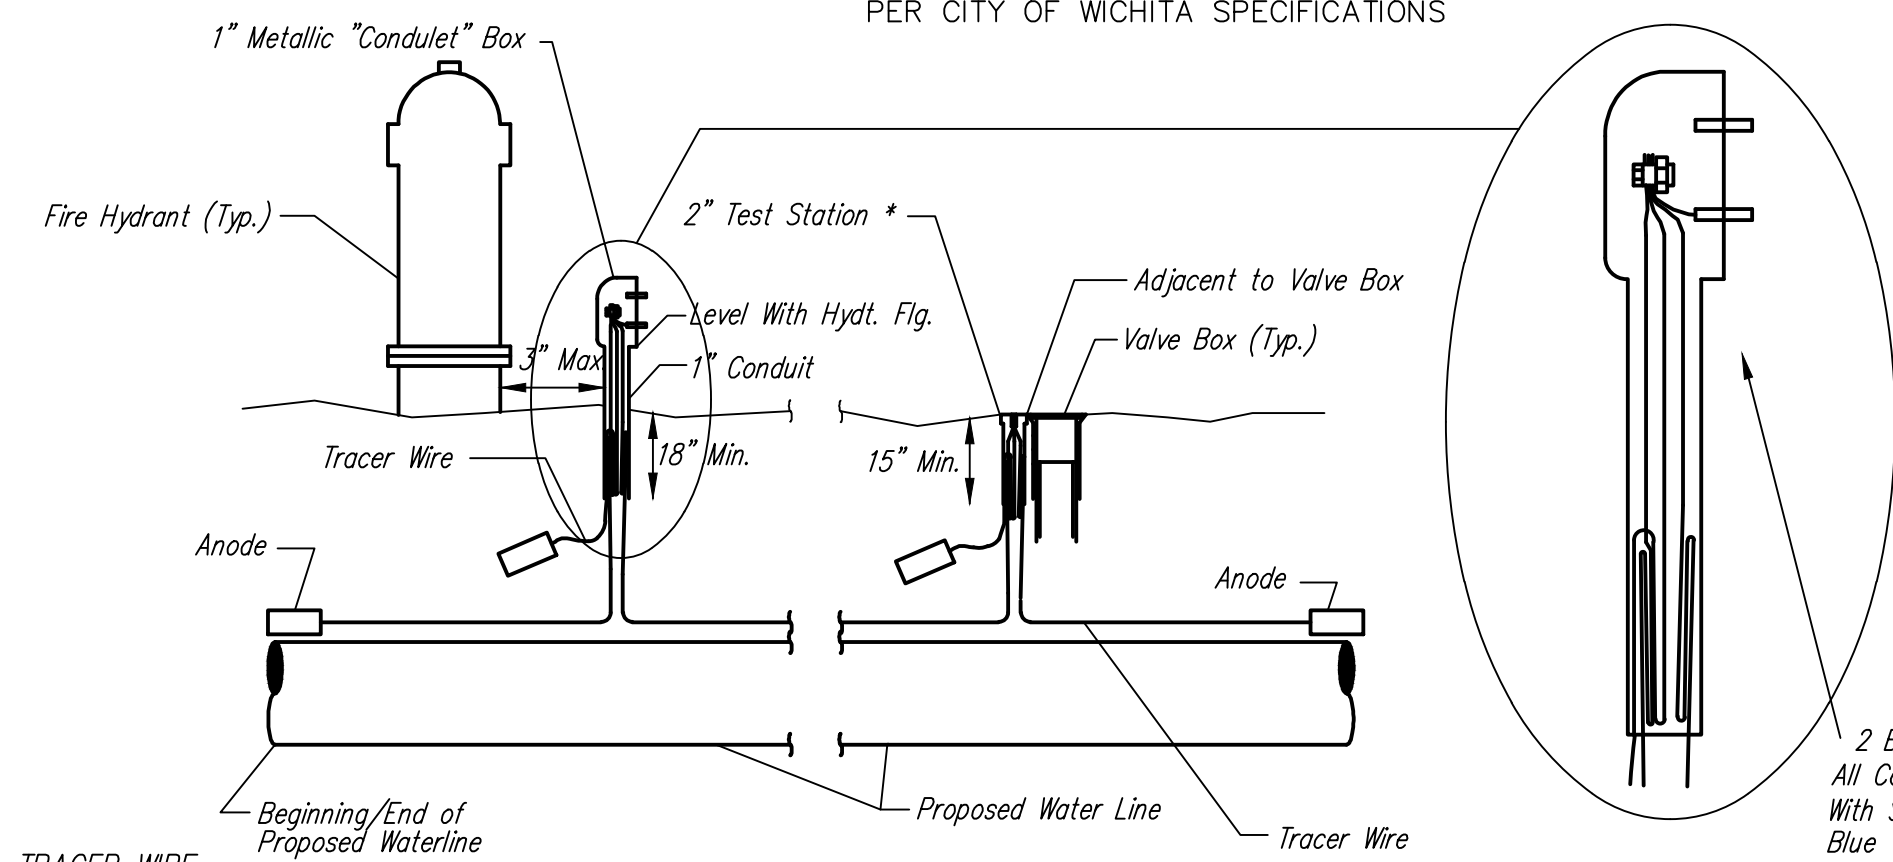 PER CITY OF WICHITA SPECIFICATIONS
1" Metallic "Condulet" Box
Fire Hydrant (Typ.)
2" Test Station *
Adjacent to Valve Box
Level With Hydt. Flg.
Valve Box (Typ.)
3" Max.
1" Conduit
Tracer Wire
18" Min.
15" Min.
Anode
Anode
2
All
With
Blue
Beginning/End of
Proposed Waterline
Proposed Water Line
Tracer Wire
TRACER WIRE